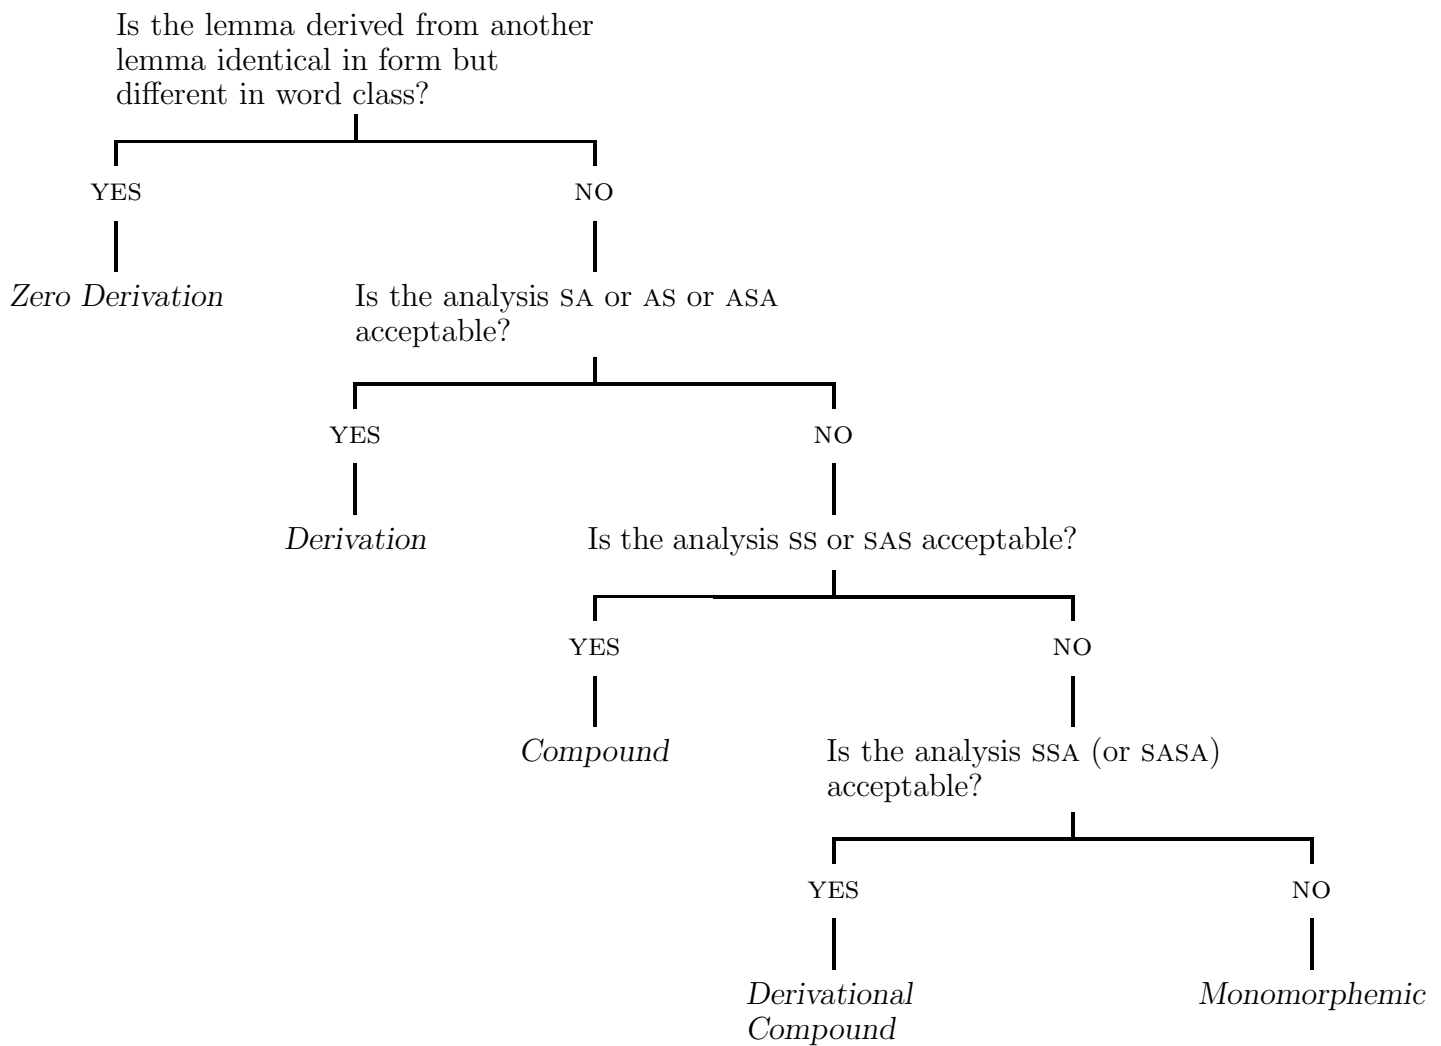 Is the lemma derived from another
lemma identical in form but
different in word class?
YES
NO
Zero Derivation
Is the analysis SA or AS or ASA
acceptable?
YES
NO
Derivation
Is the analysis SS or SAS acceptable?
YES
NO
Compound
Is the analysis SSA (or SASA)
acceptable?
YES
NO
Derivational
Compound
Monomorphemic